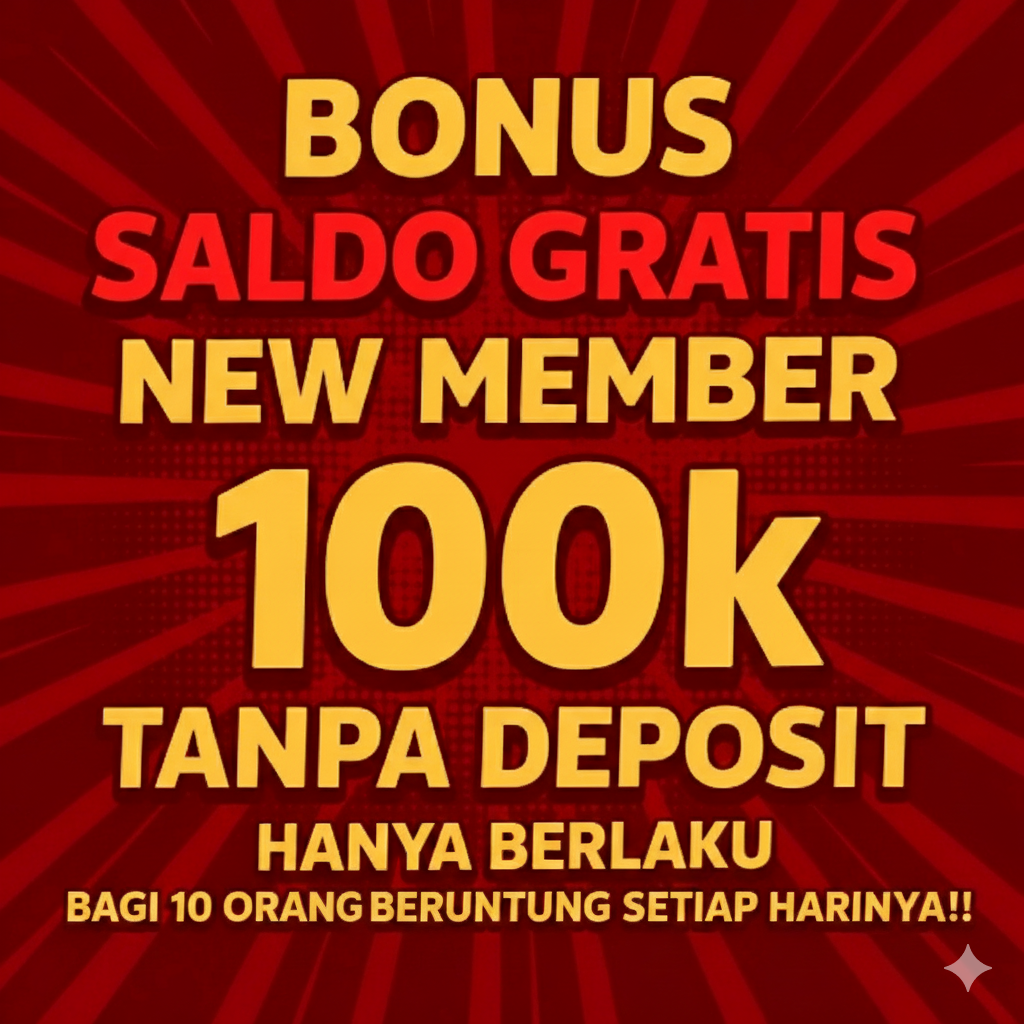 BONUS
SALDO GRATIS
NEW MEMBER
100k
TANPA DEPOSIT
HANYA BERLAKU
BAGI 10 ORANG BERUNTUNG SETIAP HARINYA!!